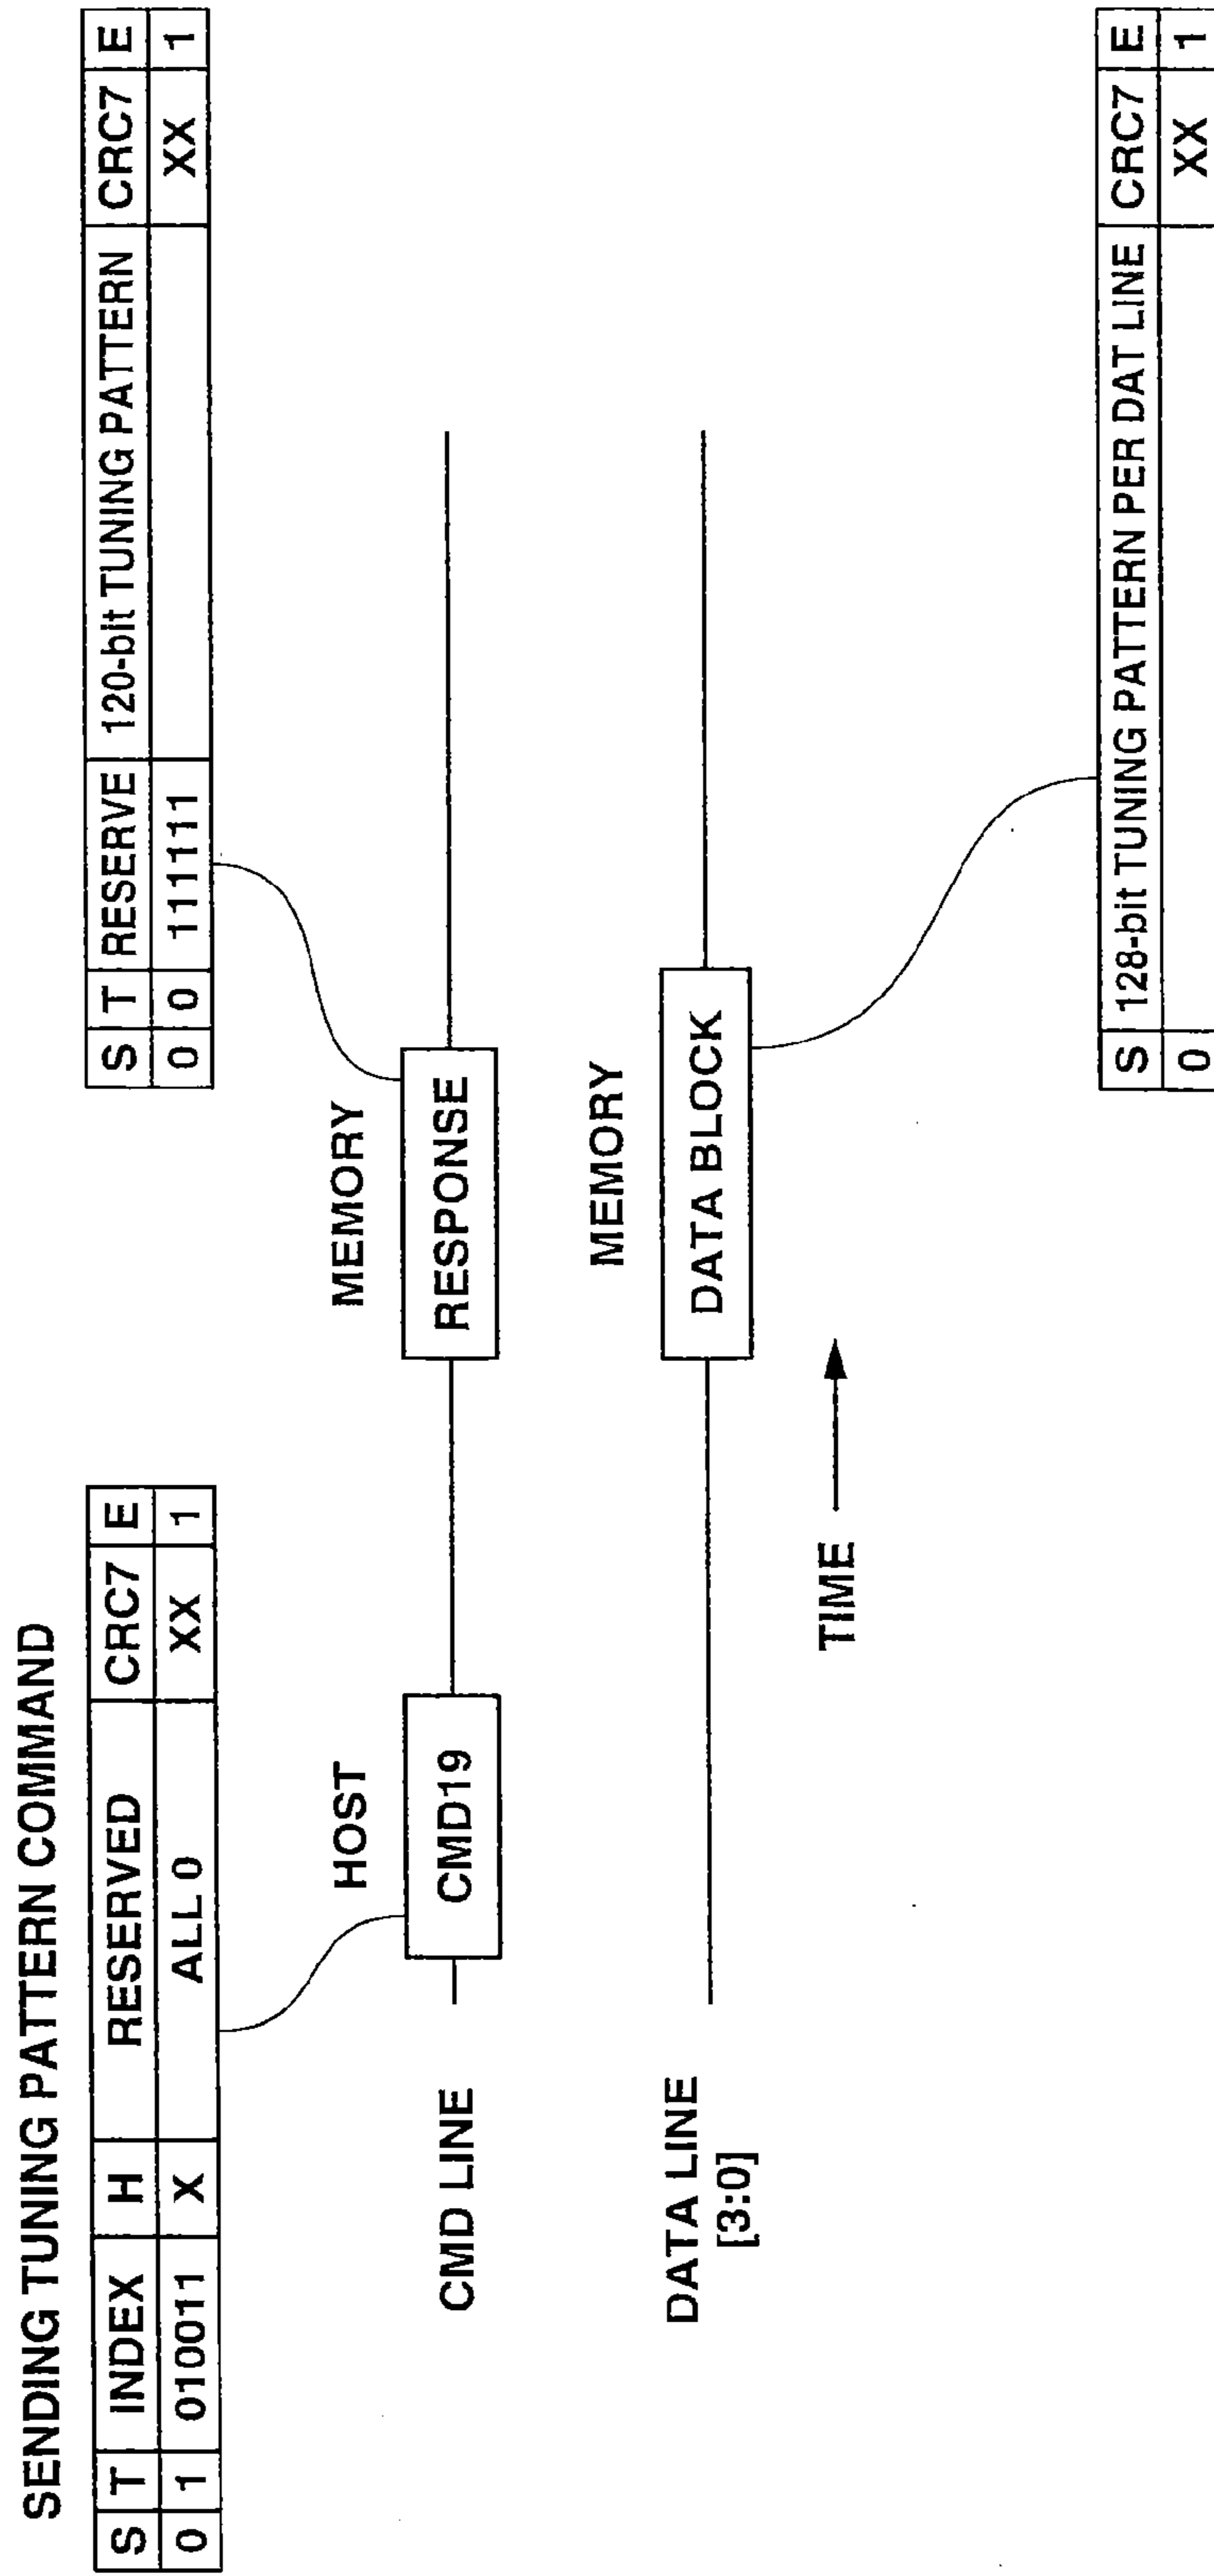 SENDING TUNING PATTERN COMMAND
S T INDEX H RESERVED CRC7 E
0 1 010011 X ALL 0 XX 1
S T RESERVE 120-bit TUNING PATTERN CRC7 E
0 0 111111 XX 1
HOST
MEMORY
CMD LINE
CMD19
RESPONSE
MEMORY
DATA LINE
[3:0]
DATA BLOCK
TIME
S 128-bit TUNING PATTERN PER DAT LINE CRC7 E
0 XX 1